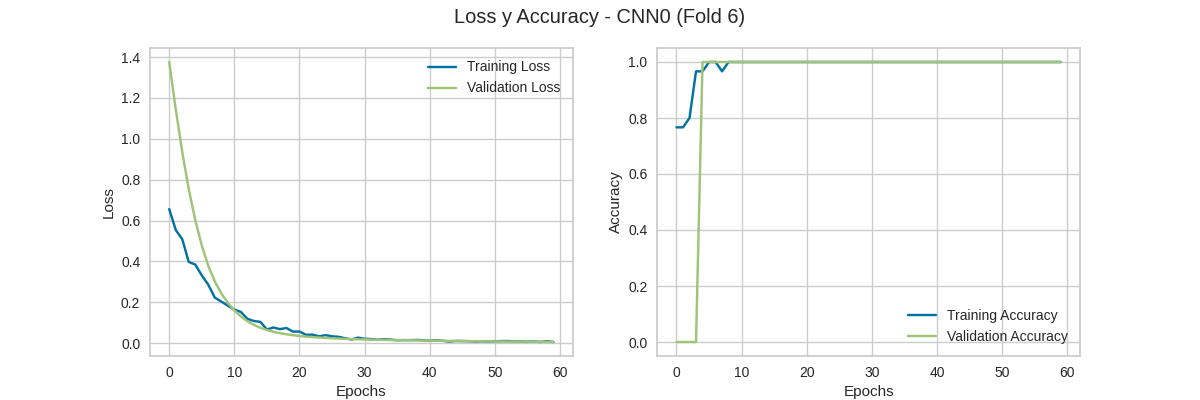 Loss y Accuracy - CNN0 (Fold 6)
1.4
1.2
1.0
0.8
0.6
0.4
0.2
0.0
Loss
Training Loss
Validation Loss
0 10 20 30 40 50 60
Epochs
1.0
0.8
0.6
0.4
0.2
0.0
Accuracy
Training Accuracy
Validation Accuracy
0 10 20 30 40 50 60
Epochs